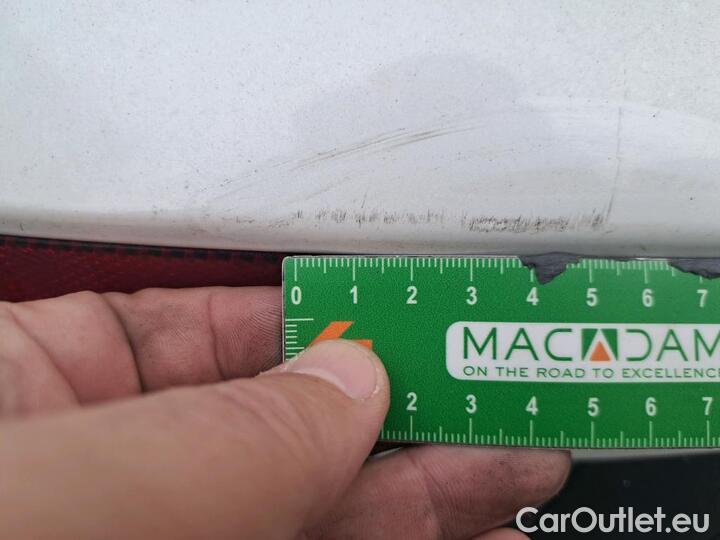 0 1 2 3 4 5 6 7
MACADAM
ON THE ROAD TO EXCELLENCE
2 3 4 5 6 7
CarOutlet.eu